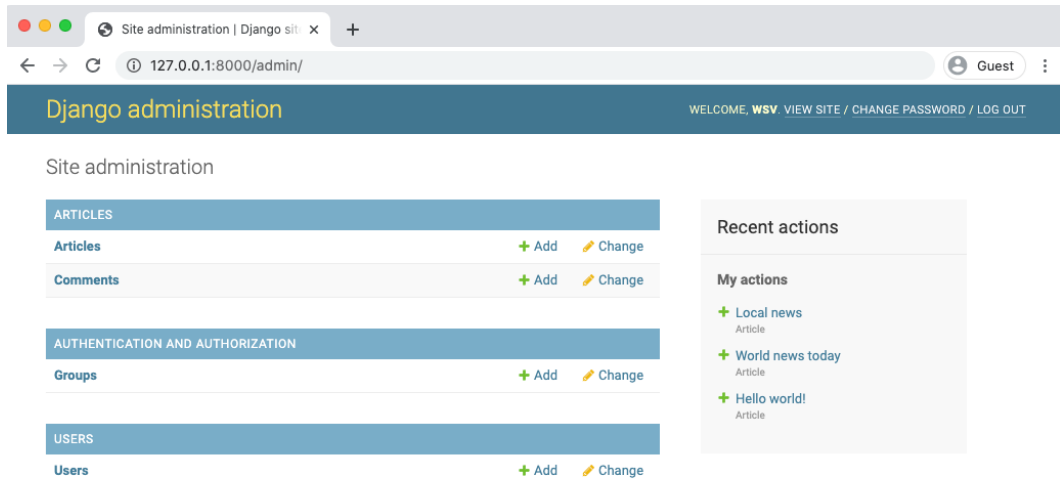 Site administration | Django sit
127.0.0.1:8000/admin/
Guest
Django administration
WELCOME, WSV. VIEW SITE / CHANGE PASSWORD / LOG OUT
Site administration
ARTICLES
Articles Add Change
Comments Add Change
AUTHENTICATION AND AUTHORIZATION
Groups Add Change
USERS
Users Add Change
Recent actions
My actions
Local news
Article
World news today
Article
Hello world!
Article